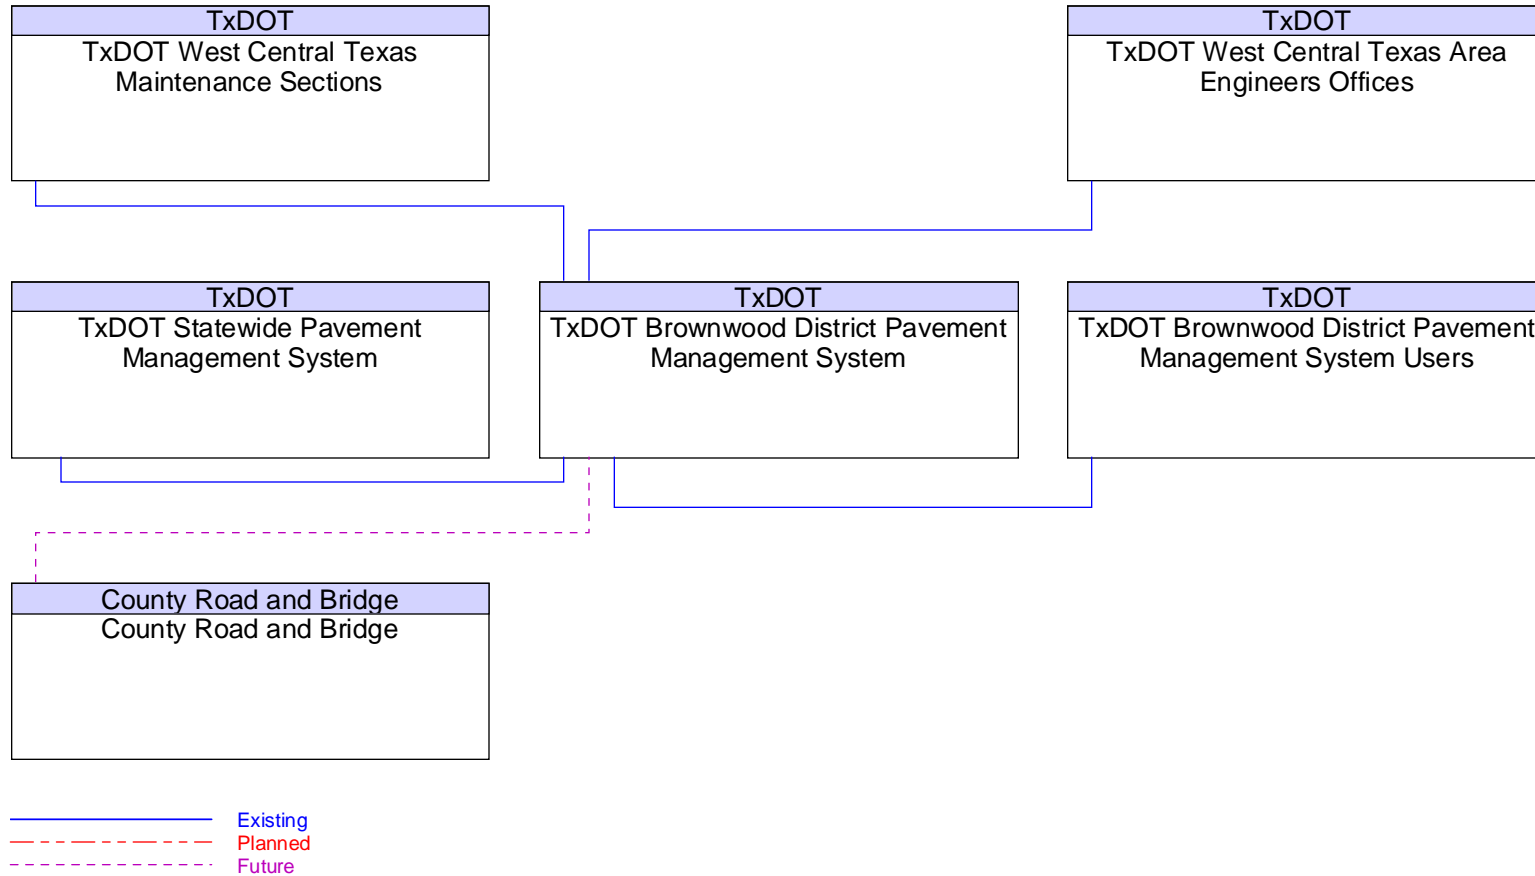 TxDOT
TxDOT West Central Texas
Maintenance Sections
TxDOT
TxDOT West Central Texas Area
Engineers Offices
TxDOT
TxDOT Statewide Pavement
Management System
TxDOT
TxDOT Brownwood District Pavement
Management System
TxDOT
TxDOT Brownwood District Pavement
Management System Users
County Road and Bridge
County Road and Bridge
Existing
Planned
Future